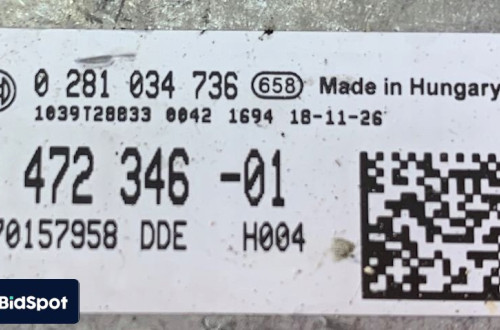 0 281 034 736 658 Made in Hungary
1039T28833 0042 1694 18-11-26
472 346 -01
70157958 DDE H004
BidSpot